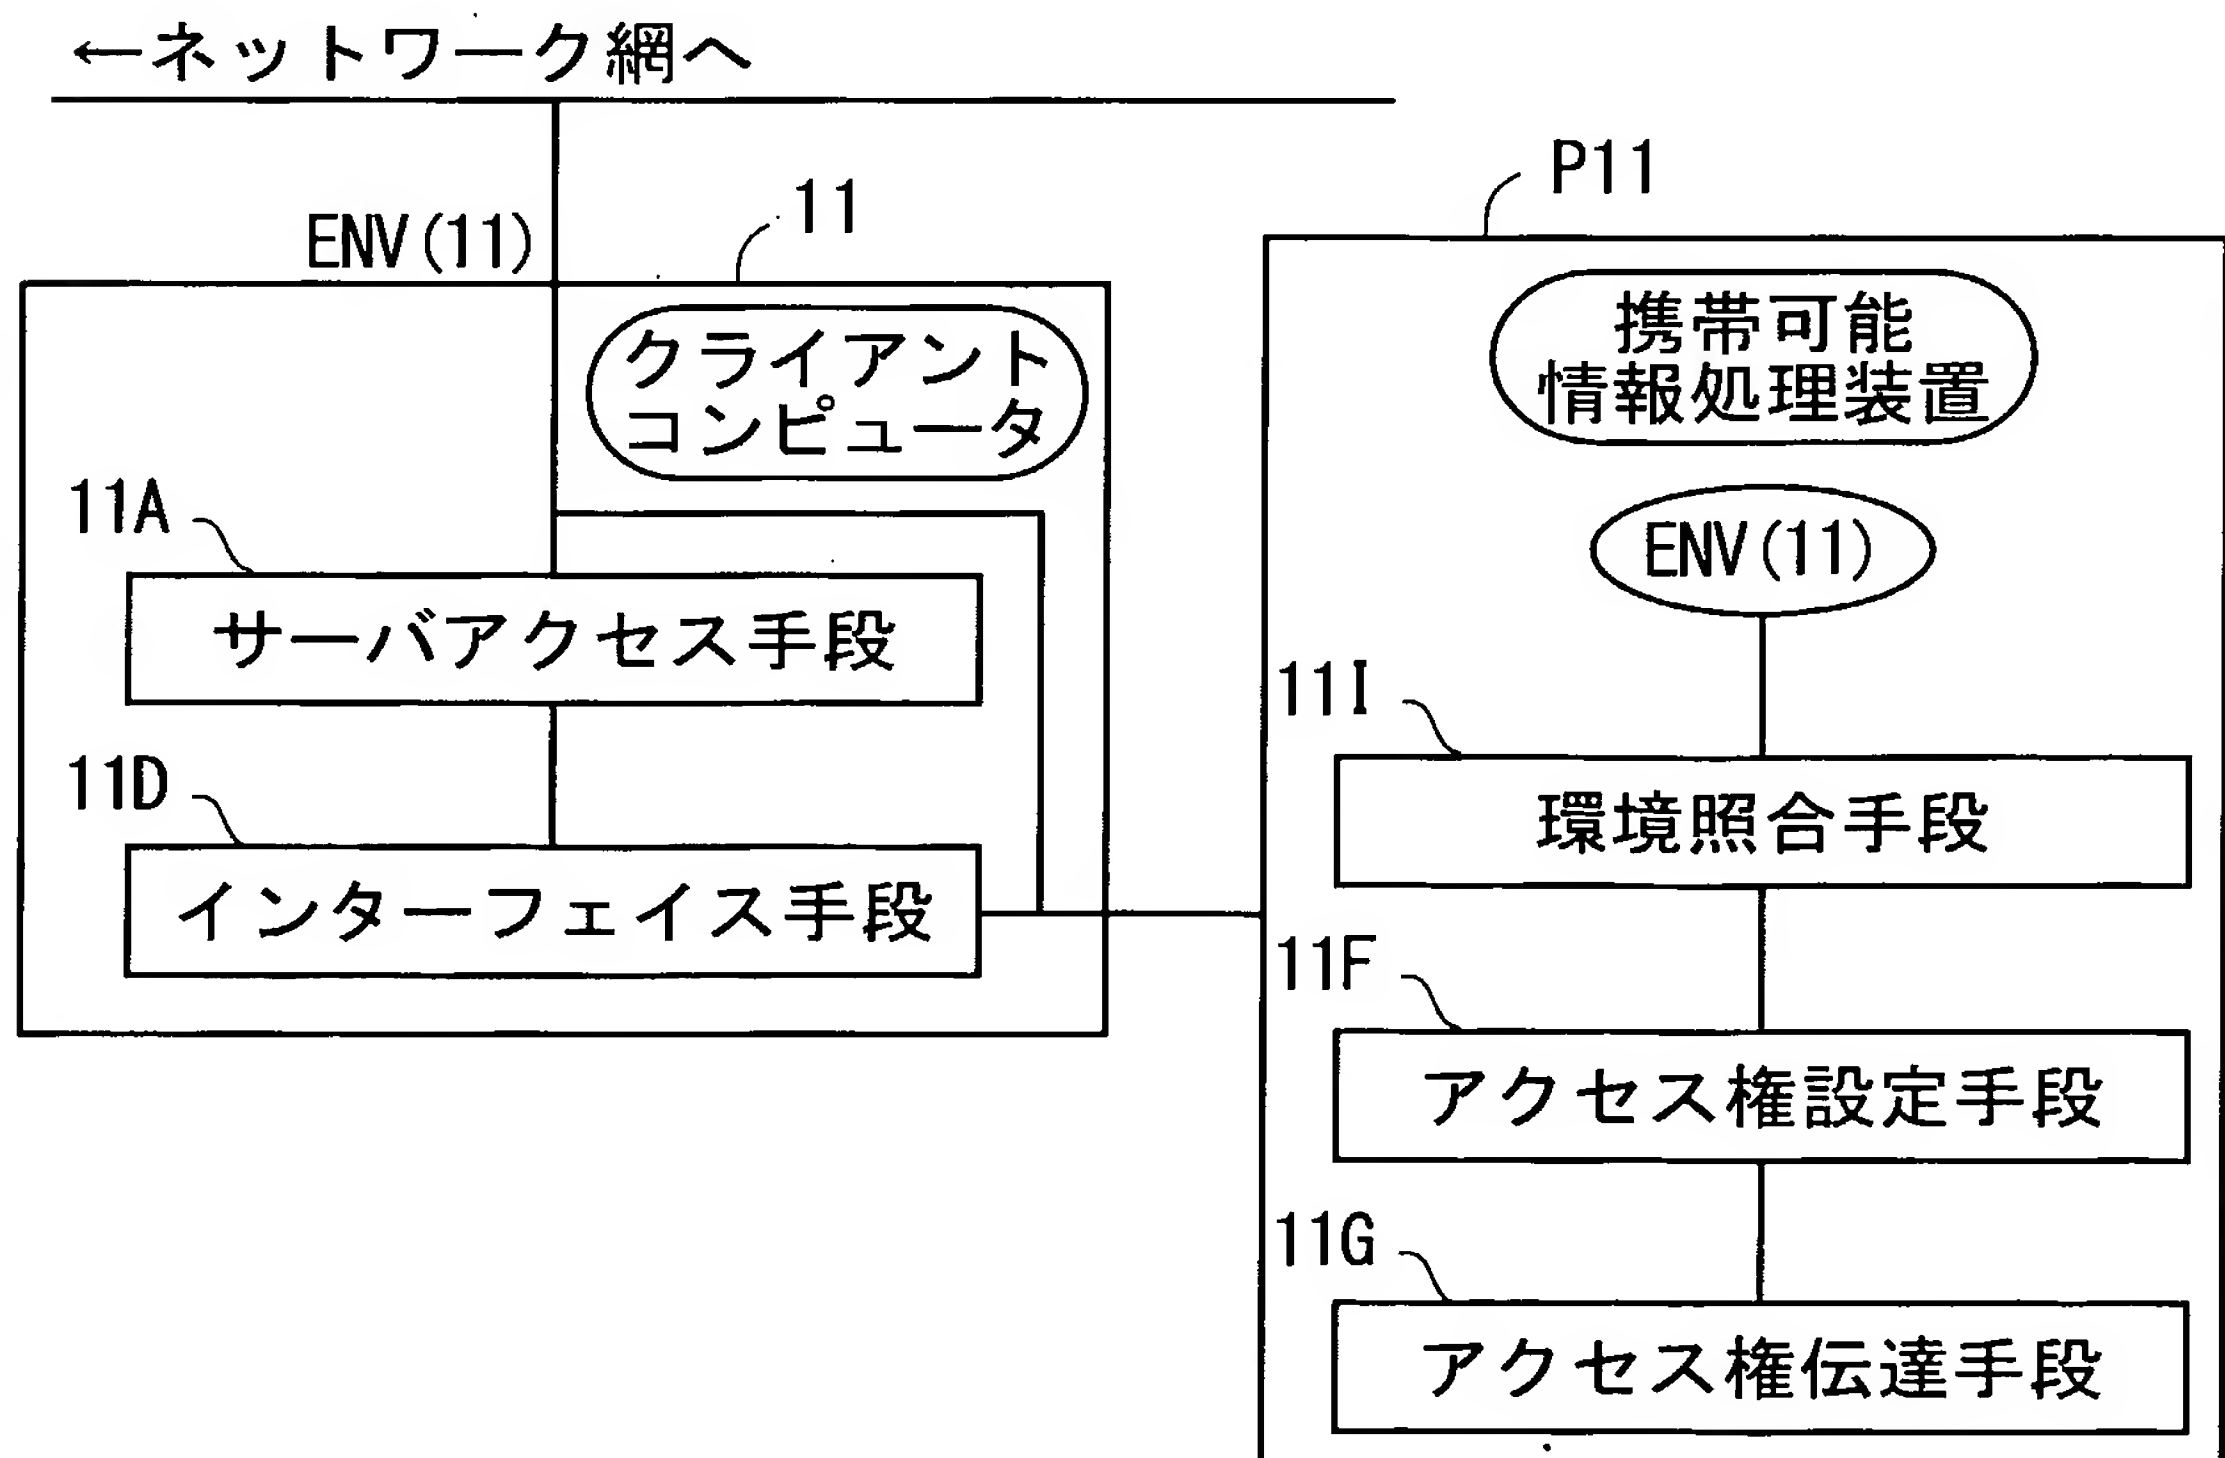 ←ネットワーク網へ
ENV(11)
11
クライアント
コンピュータ
11A
サーバアクセス手段
11D
インターフェイス手段
P11
携帯可能
情報処理装置
ENV(11)
11I
環境照合手段
11F
アクセス権設定手段
11G
アクセス権伝達手段